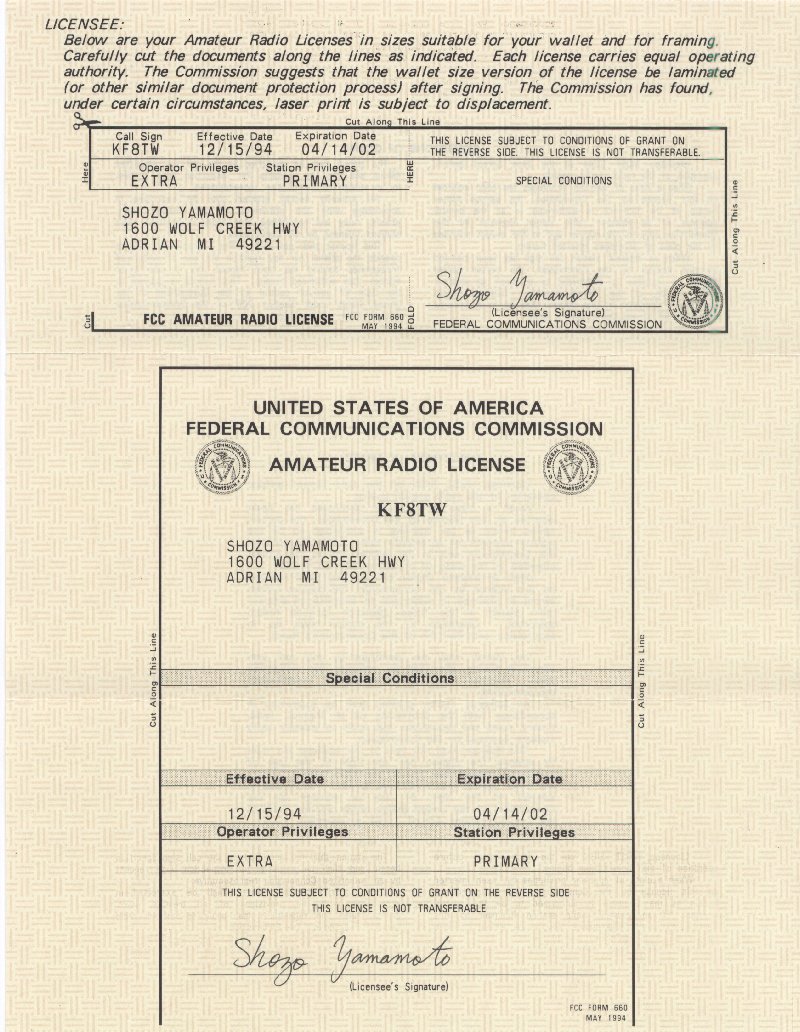 LICENSEE:
Below are your Amateur Radio Licenses in sizes suitable for your wallet and for framing.
Carefully cut the documents along the lines as indicated. Each license carries equal operating
authority. The Commission suggests that the wallet size version of the license be laminated
(or other similar document protection process) after signing. The Commission has found,
under certain circumstances, laser print is subject to displacement.
Cut Along This Line
Call Sign Effective Date Expiration Date
KF8TW 12/15/94 04/14/02
Operator Privileges Station Privileges
EXTRA PRIMARY
Here
HERE
THIS LICENSE SUBJECT TO CONDITIONS OF GRANT ON
THE REVERSE SIDE. THIS LICENSE IS NOT TRANSFERABLE.
SPECIAL CONDITIONS
SHOZO YAMAMOTO
1600 WOLF CREEK HWY
ADRIAN MI 49221
Cut Along This Line
Shozo Yamamoto
(Licensee's Signature)
FEDERAL COMMUNICATIONS COMMISSION
Cut
FCC AMATEUR RADIO LICENSE
FCC FORM 660
MAY 1994
FOLD
UNITED STATES OF AMERICA
FEDERAL COMMUNICATIONS COMMISSION
AMATEUR RADIO LICENSE
KF8TW
SHOZO YAMAMOTO
1600 WOLF CREEK HWY
ADRIAN MI 49221
Cut Along This Line
Cut Along This Line
Special Conditions
Effective Date Expiration Date
12/15/94 04/14/02
Operator Privileges Station Privileges
EXTRA PRIMARY
THIS LICENSE SUBJECT TO CONDITIONS OF GRANT ON THE REVERSE SIDE
THIS LICENSE IS NOT TRANSFERABLE
Shozo Yamamoto
(Licensee's Signature)
FCC FORM 660
MAY 1994